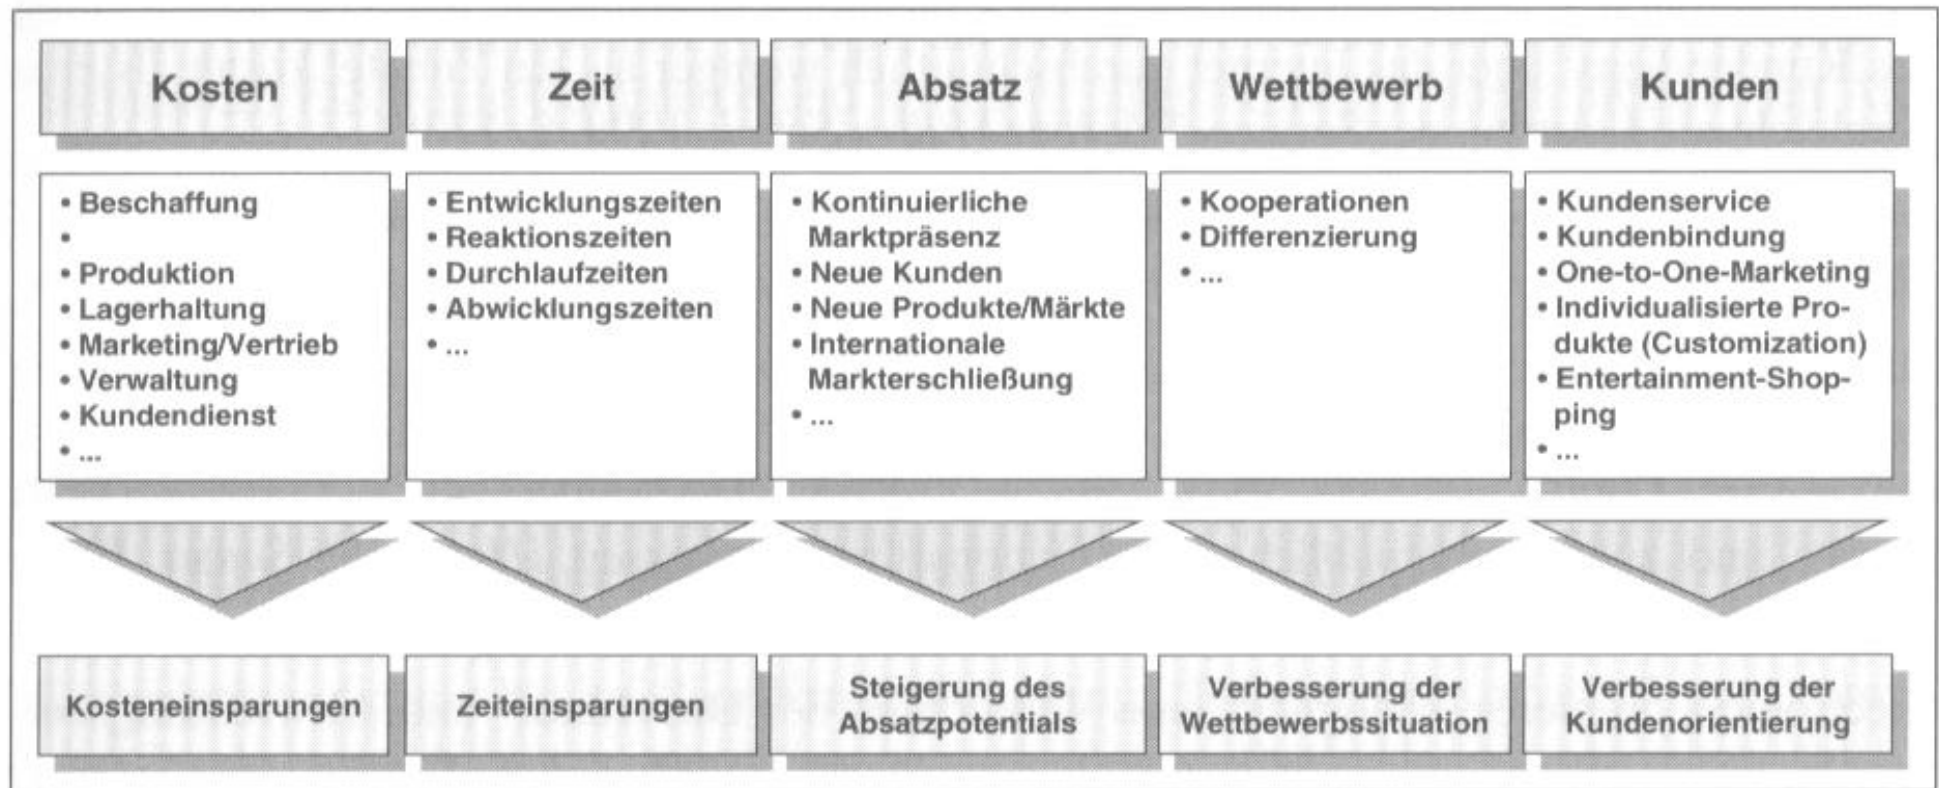 Kosten
Zeit
Absatz
Wettbewerb
Kunden
• Beschaffung
•
• Produktion
• Lagerhaltung
• Marketing/Vertrieb
• Verwaltung
• Kundendienst
• ...
• Entwicklungszeiten
• Reaktionszeiten
• Durchlaufzeiten
• Abwicklungszeiten
• ...
• Kontinuierliche
Marktpräsenz
• Neue Kunden
• Neue Produkte/Märkte
• Internationale
Markterschließung
• ...
• Kooperationen
• Differenzierung
• ...
• Kundenservice
• Kundenbindung
• One-to-One-Marketing
• Individualisierte Pro-
dukte (Customization)
• Entertainment-Shop-
ping
• ...
Kosteneinsparungen
Zeiteinsparungen
Steigerung des
Absatzpotentials
Verbesserung der
Wettbewerbssituation
Verbesserung der
Kundenorientierung